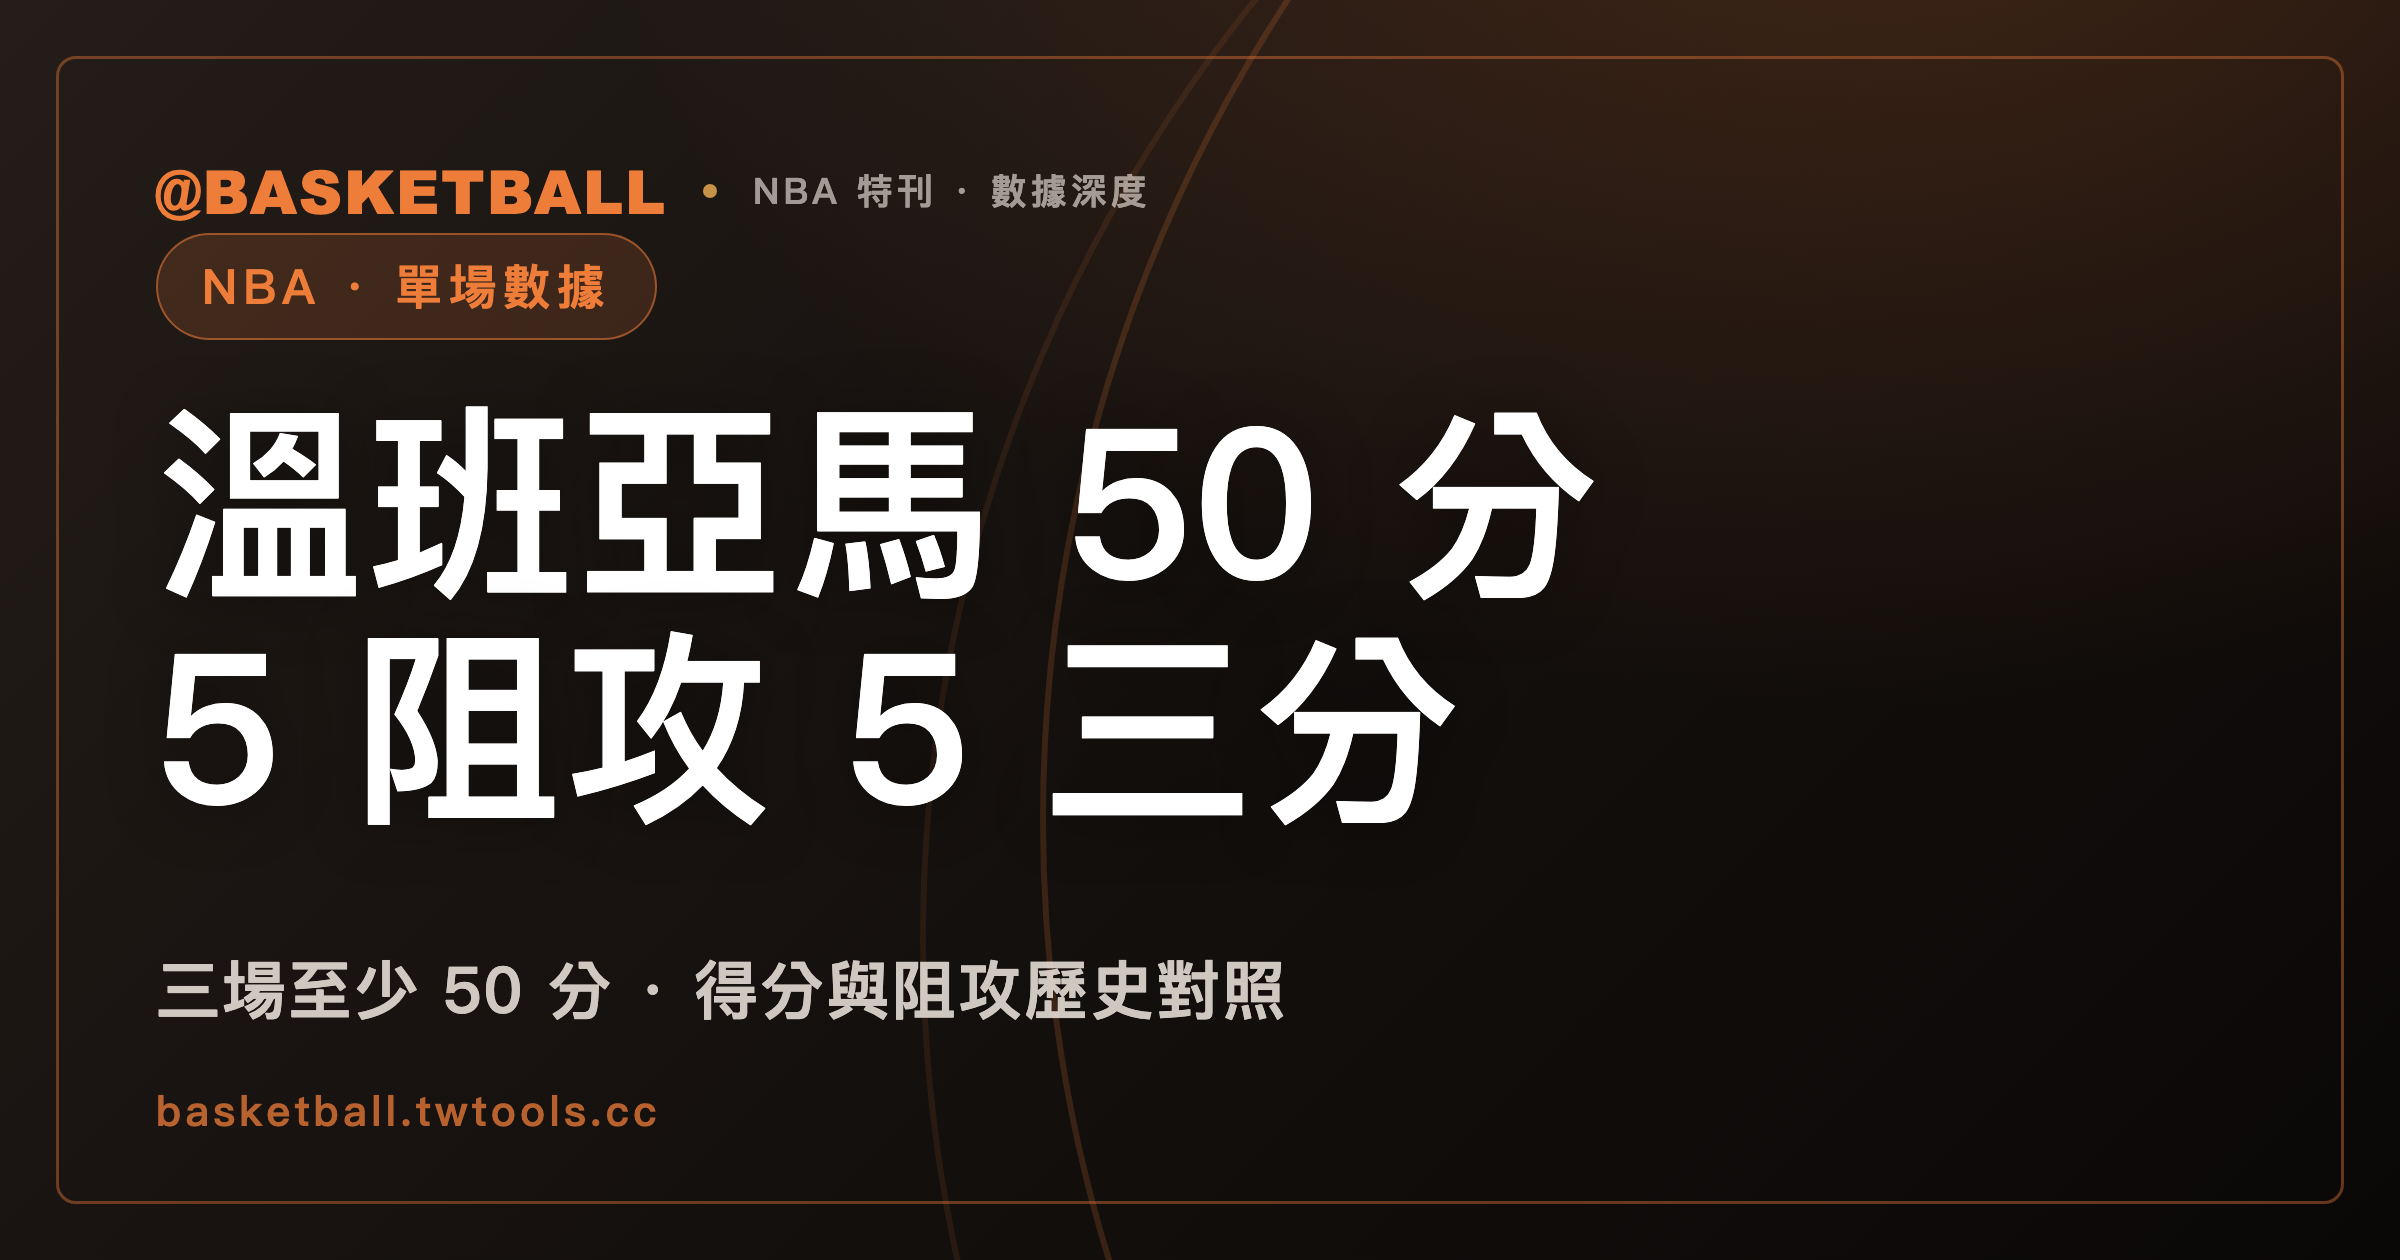 @BASKETBALL • NBA 特刊 · 數據深度
NBA · 單場數據
溫班亞馬 50 分
5 阻攻 5 三分
三場至少 50 分 · 得分與阻攻歷史對照
basketball.twtools.cc